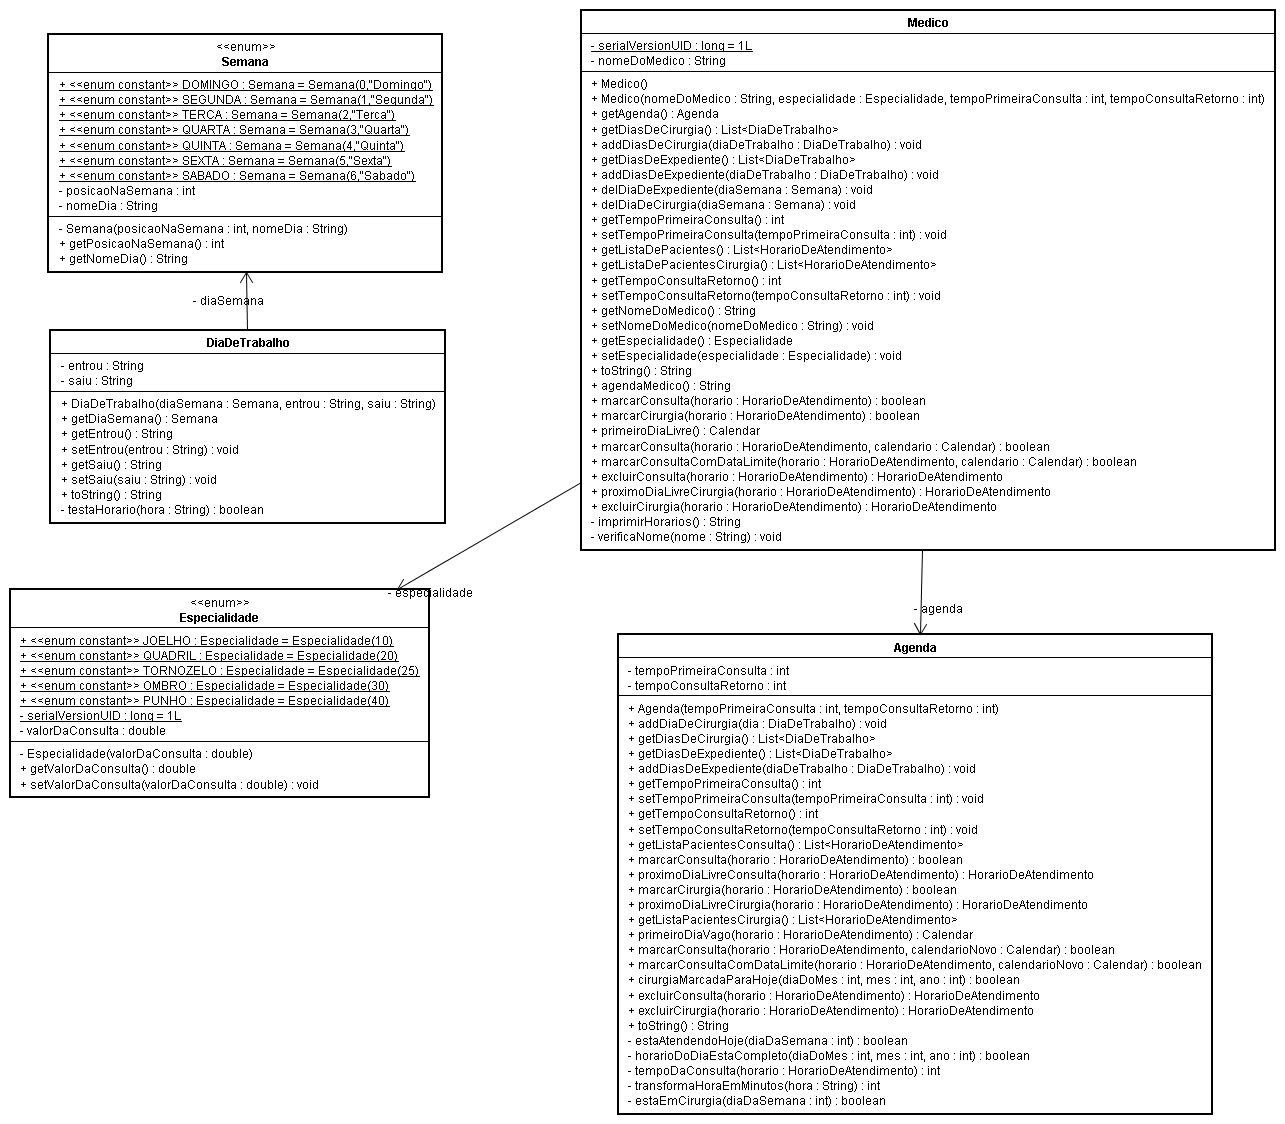 <<enum>>
Semana
+ <<enum constant>> DOMINGO : Semana = Semana(0,"Domingo")
+ <<enum constant>> SEGUNDA : Semana = Semana(1,"Segunda")
+ <<enum constant>> TERCA : Semana = Semana(2,"Terca")
+ <<enum constant>> QUARTA : Semana = Semana(3,"Quarta")
+ <<enum constant>> QUINTA : Semana = Semana(4,"Quinta")
+ <<enum constant>> SEXTA : Semana = Semana(5,"Sexta")
+ <<enum constant>> SABADO : Semana = Semana(6,"Sabado")
- posicaoNaSemana : int
- nomeDia : String
- Semana(posicaoNaSemana : int, nomeDia : String)
+ getPosicaoNaSemana() : int
+ getNomeDia() : String
- diaSemana
DiaDeTrabalho
- entrou : String
- saiu : String
+ DiaDeTrabalho(diaSemana : Semana, entrou : String, saiu : String)
+ getDiaSemana() : Semana
+ getEntrou() : String
+ setEntrou(entrou : String) : void
+ getSaiu() : String
+ setSaiu(saiu : String) : void
+ toString() : String
- testaHorario(hora : String) : boolean
Medico
- serialVersionUID : long = 1L
- nomeDoMedico : String
+ Medico()
+ Medico(nomeDoMedico : String, especialidade : Especialidade, tempoPrimeiraConsulta : int, tempoConsultaRetorno : int)
+ getAgenda() : Agenda
+ getDiasDeCirurgia() : List<DiaDeTrabalho>
+ addDiasDeCirurgia(diaDeTrabalho : DiaDeTrabalho) : void
+ getDiasDeExpediente() : List<DiaDeTrabalho>
+ addDiasDeExpediente(diaDeTrabalho : DiaDeTrabalho) : void
+ delDiaDeExpediente(diaSemana : Semana) : void
+ delDiaDeCirurgia(diaSemana : Semana) : void
+ getTempoPrimeiraConsulta() : int
+ setTempoPrimeiraConsulta(tempoPrimeiraConsulta : int) : void
+ getListaDePacientes() : List<HorarioDeAtendimento>
+ getListaDePacientesCirurgia() : List<HorarioDeAtendimento>
+ getTempoConsultaRetorno() : int
+ setTempoConsultaRetorno(tempoConsultaRetorno : int) : void
+ getNomeDoMedico() : String
+ setNomeDoMedico(nomeDoMedico : String) : void
+ getEspecialidade() : Especialidade
+ setEspecialidade(especialidade : Especialidade) : void
+ toString() : String
+ agendaMedico() : String
+ marcarConsulta(horario : HorarioDeAtendimento) : boolean
+ marcarCirurgia(horario : HorarioDeAtendimento) : boolean
+ primeiroDiaLivre() : Calendar
+ marcarConsulta(horario : HorarioDeAtendimento, calendario : Calendar) : boolean
+ marcarConsultaComDataLimite(horario : HorarioDeAtendimento, calendario : Calendar) : boolean
+ excluirConsulta(horario : HorarioDeAtendimento) : HorarioDeAtendimento
+ proximoDiaLivreCirurgia(horario : HorarioDeAtendimento) : HorarioDeAtendimento
+ excluirCirurgia(horario : HorarioDeAtendimento) : HorarioDeAtendimento
- imprimirHorarios() : String
- verificaNome(nome : String) : void
- especialidade
<<enum>>
Especialidade
+ <<enum constant>> JOELHO : Especialidade = Especialidade(10)
+ <<enum constant>> QUADRIL : Especialidade = Especialidade(20)
+ <<enum constant>> TORNOZELO : Especialidade = Especialidade(25)
+ <<enum constant>> OMBRO : Especialidade = Especialidade(30)
+ <<enum constant>> PUNHO : Especialidade = Especialidade(40)
- serialVersionUID : long = 1L
- valorDaConsulta : double
- Especialidade(valorDaConsulta : double)
+ getValorDaConsulta() : double
+ setValorDaConsulta(valorDaConsulta : double) : void
- agenda
Agenda
- tempoPrimeiraConsulta : int
- tempoConsultaRetorno : int
+ Agenda(tempoPrimeiraConsulta : int, tempoConsultaRetorno : int)
+ addDiaDeCirurgia(dia : DiaDeTrabalho) : void
+ getDiasDeCirurgia() : List<DiaDeTrabalho>
+ getDiasDeExpediente() : List<DiaDeTrabalho>
+ addDiasDeExpediente(diaDeTrabalho : DiaDeTrabalho) : void
+ getTempoPrimeiraConsulta() : int
+ setTempoPrimeiraConsulta(tempoPrimeiraConsulta : int) : void
+ getTempoConsultaRetorno() : int
+ setTempoConsultaRetorno(tempoConsultaRetorno : int) : void
+ getListaPacientesConsulta() : List<HorarioDeAtendimento>
+ marcarConsulta(horario : HorarioDeAtendimento) : boolean
+ proximoDiaLivreConsulta(horario : HorarioDeAtendimento) : HorarioDeAtendimento
+ marcarCirurgia(horario : HorarioDeAtendimento) : boolean
+ proximoDiaLivreCirurgia(horario : HorarioDeAtendimento) : HorarioDeAtendimento
+ getListaPacientesCirurgia() : List<HorarioDeAtendimento>
+ primeiroDiaVago(horario : HorarioDeAtendimento) : Calendar
+ marcarConsulta(horario : HorarioDeAtendimento, calendarioNovo : Calendar) : boolean
+ marcarConsultaComDataLimite(horario : HorarioDeAtendimento, calendarioNovo : Calendar) : boolean
+ cirurgiaMarcadaParaHoje(diaDoMes : int, mes : int, ano : int) : boolean
+ excluirConsulta(horario : HorarioDeAtendimento) : HorarioDeAtendimento
+ excluirCirurgia(horario : HorarioDeAtendimento) : HorarioDeAtendimento
+ toString() : String
- estaAtendendoHoje(diaDaSemana : int) : boolean
- horarioDoDiaEstaCompleto(diaDoMes : int, mes : int, ano : int) : boolean
- tempoDaConsulta(horario : HorarioDeAtendimento) : int
- transformaHoraEmMinutos(hora : String) : int
- estaEmCirurgia(diaDaSemana : int) : boolean